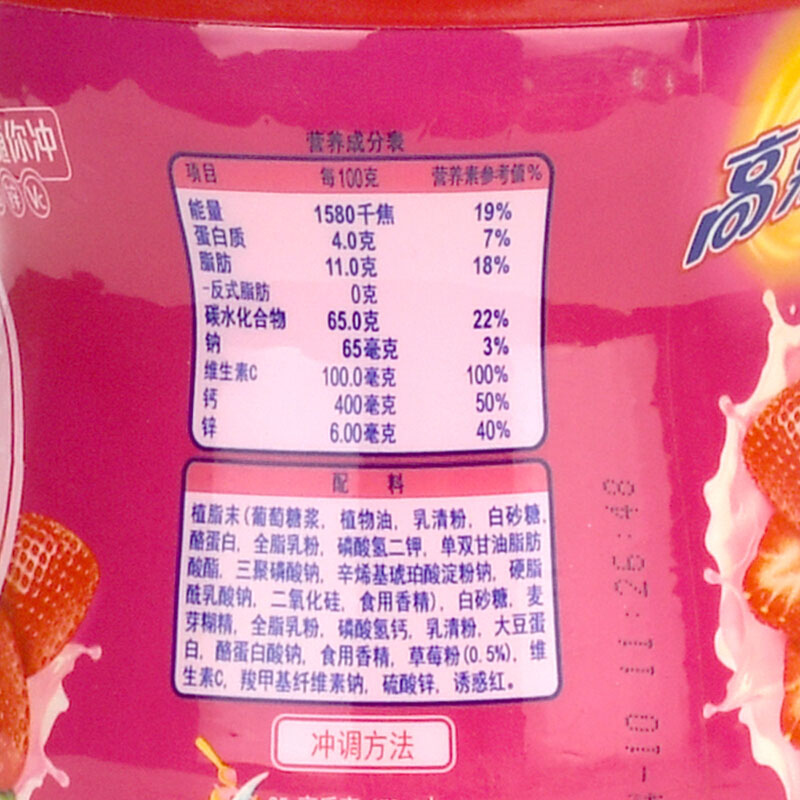 随你冲
锌 Vc
高
营养成分表
项目 每100克 营养素参考值%
能量 1580千焦 19%
蛋白质 4.0克 7%
脂肪 11.0克 18%
-反式脂肪 0克
碳水化合物 65.0克 22%
钠 65毫克 3%
维生素C 100.0毫克 100%
钙 400毫克 50%
锌 6.00毫克 40%
配 料
植脂末(葡萄糖浆, 植物油, 乳清粉, 白砂糖,
酪蛋白, 全脂乳粉, 磷酸氢二钾, 单双甘油脂肪
酸酯, 三聚磷酸钠, 辛烯基琥珀酸淀粉钠, 硬脂
酰乳酸钠, 二氧化硅, 食用香精), 白砂糖, 麦
芽糊精, 全脂乳粉, 磷酸氢钙, 乳清粉, 大豆蛋
白, 酪蛋白酸钠, 食用香精, 草莓粉(0.5%), 维
生素C, 羧甲基纤维素钠, 硫酸锌, 诱惑红。
冲调方法
-10 11:26:48